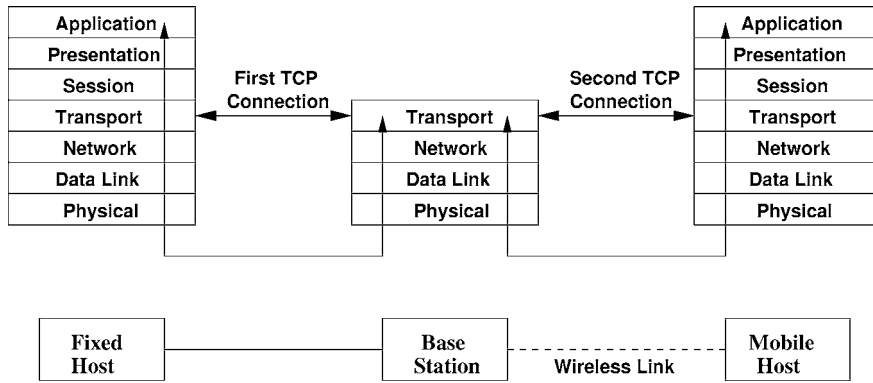 Application
Presentation
Session
Transport
Network
Data Link
Physical
First TCP
Connection
Transport
Network
Data Link
Physical
Second TCP
Connection
Application
Presentation
Session
Transport
Network
Data Link
Physical
Fixed
Host
Base
Station
Wireless Link
Mobile
Host